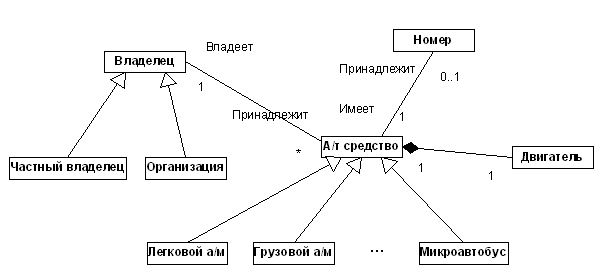 Номер
Владеет
Владелец
Принадлежит
0..1
1
Принадлежит
Имеет
1
А/т средство
*
Двигатель
1
1
Частный владелец
Организация
Легковой а/м
Грузовой а/м
...
Микроавтобус